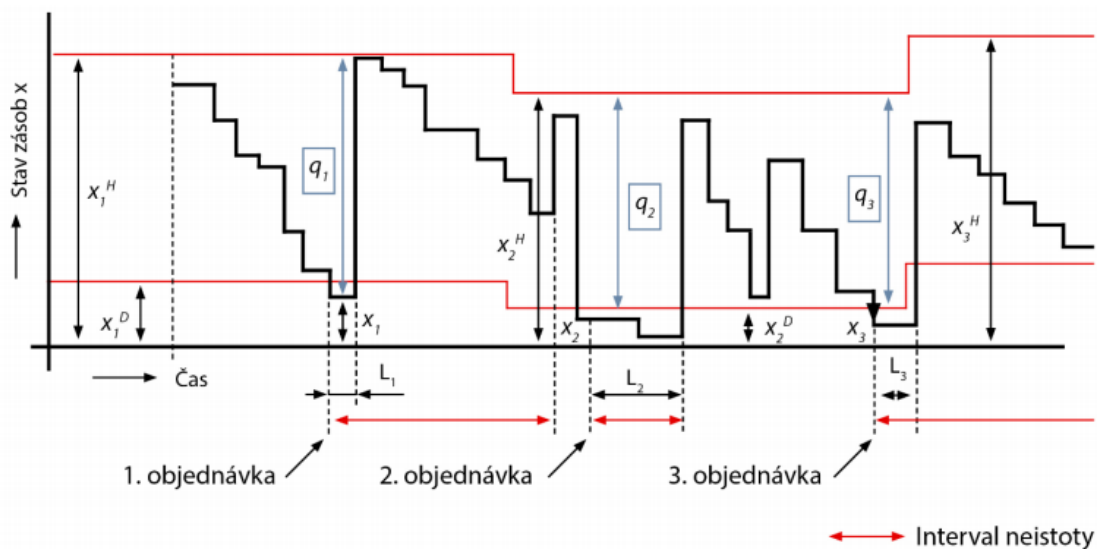 Stav zásob x
x₁ᴴ
q₁
x₁ᴰ
x₁
x₂ᴴ
q₂
x₂
x₂ᴰ
q₃
x₃
x₃ᴴ
Čas
L₁
L₂
L₃
1. objednávka
2. objednávka
3. objednávka
Interval neistoty